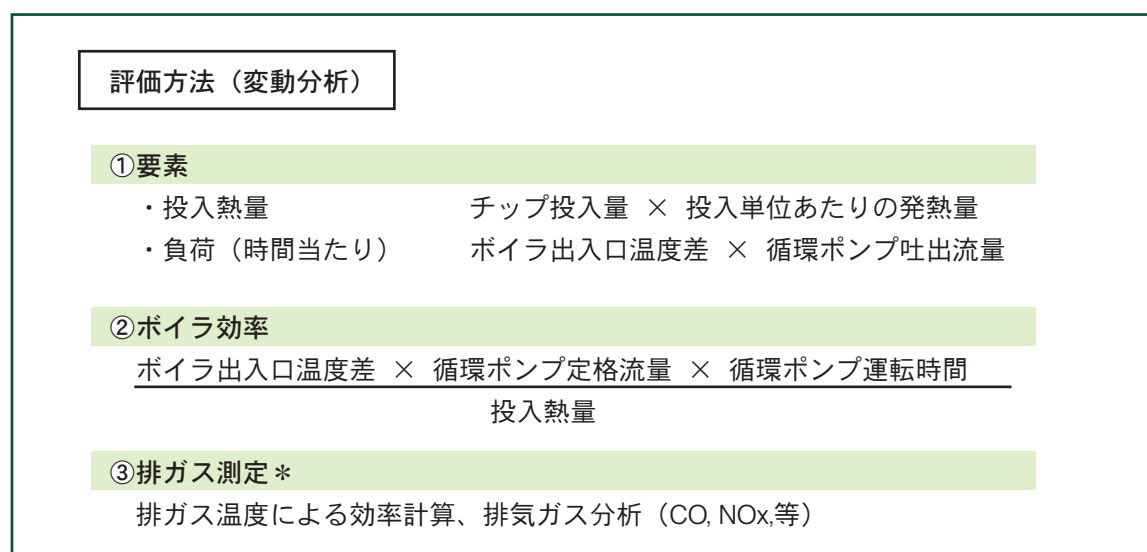 評価方法（変動分析）
①要素
・投入熱量 チップ投入量 × 投入単位あたりの発熱量
・負荷（時間当たり） ボイラ出入口温度差 × 循環ポンプ吐出流量
②ボイラ効率
ボイラ出入口温度差 × 循環ポンプ定格流量 × 循環ポンプ運転時間
投入熱量
③排ガス測定＊
排ガス温度による効率計算、排気ガス分析（CO, NOx,等）